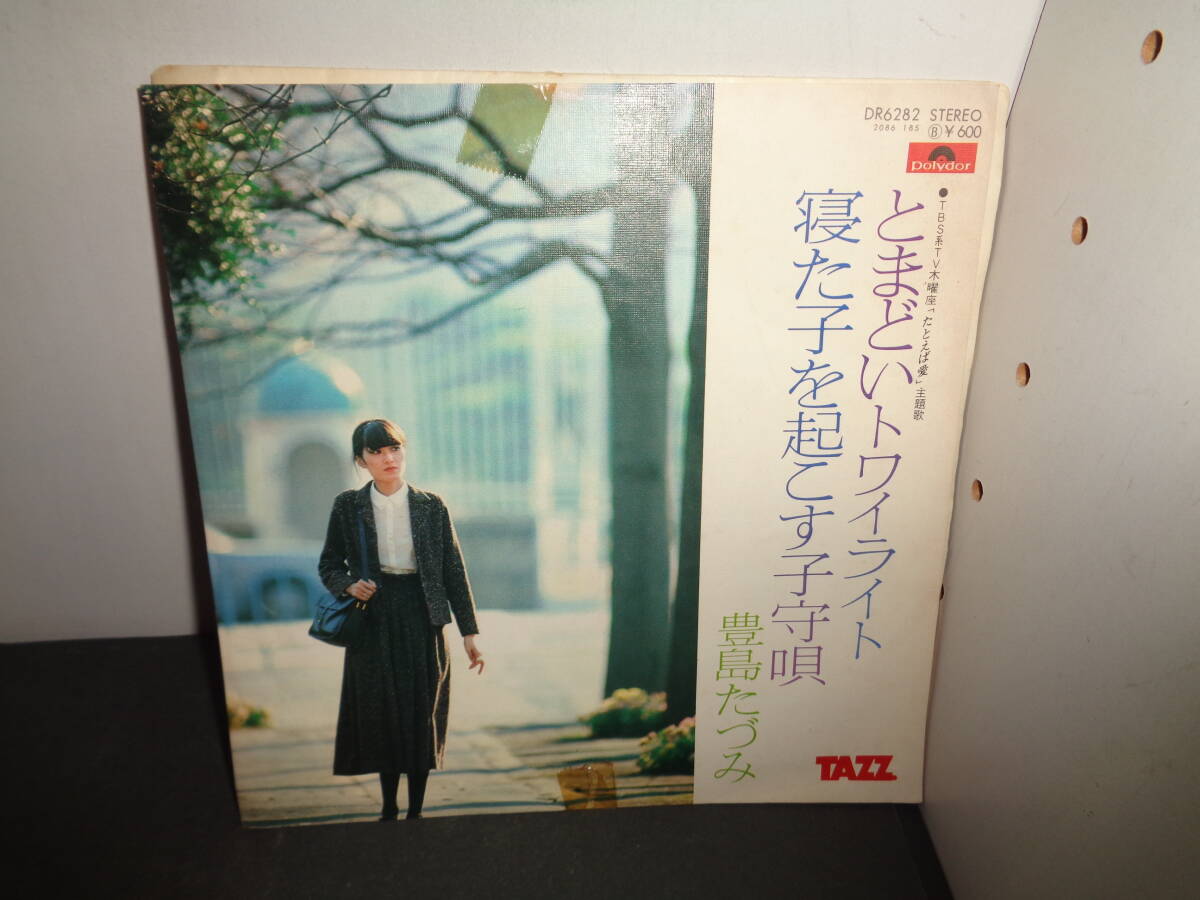 DR6282 STEREO
2086 185 Ⓑ¥600
Polydor
●TBS系TV木曜座「たとえば愛」主題歌
とまどいトワイライト
寝た子を起こす子守唄
豊島たづみ
TAZZ